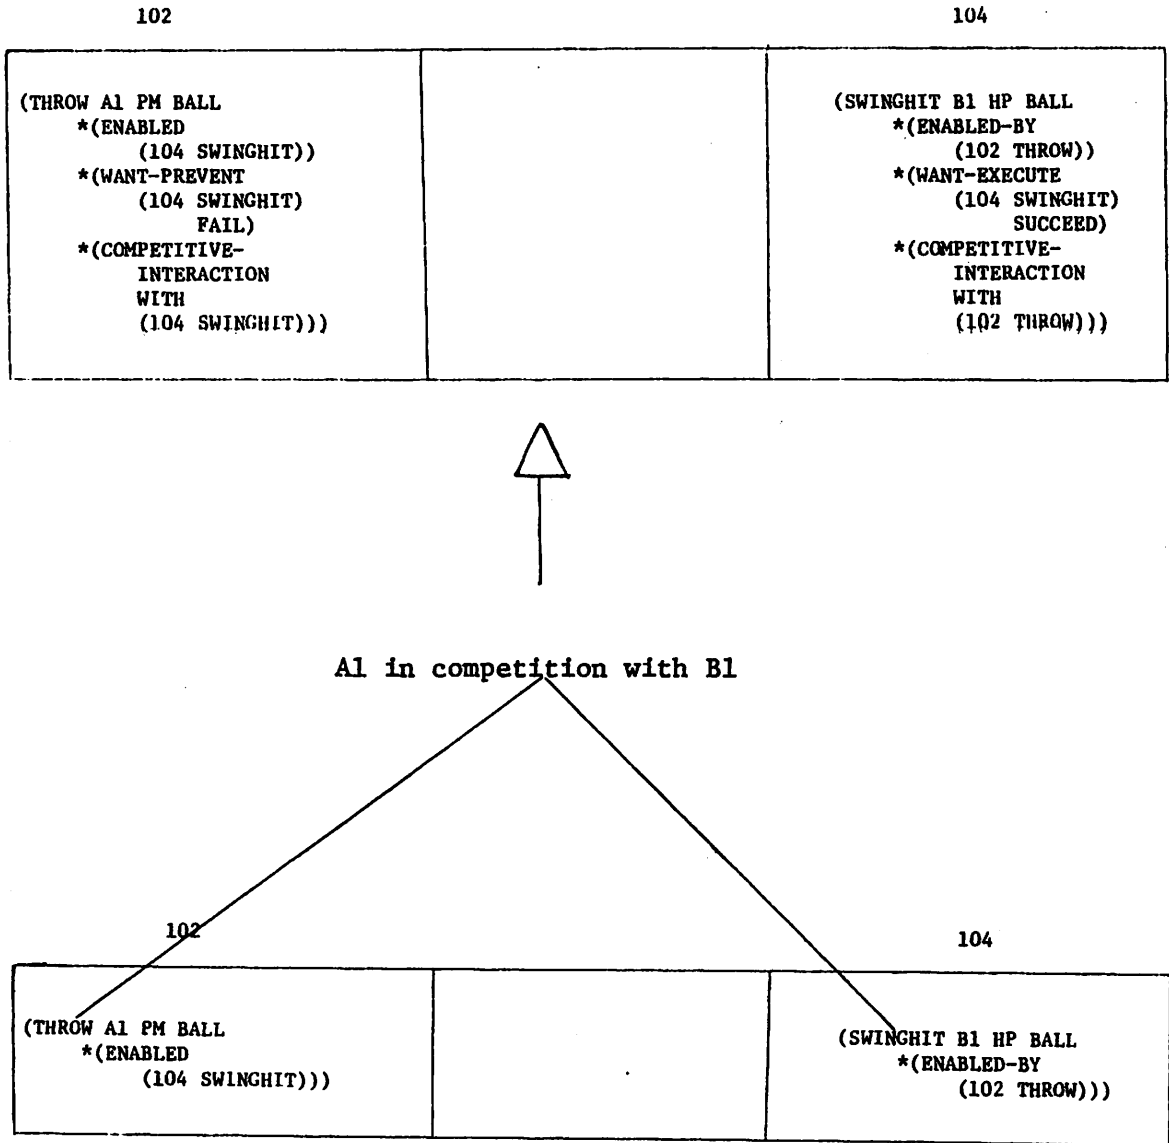 102
104
(THROW A1 PM BALL
*(ENABLED
(104 SWINGHIT))
*(WANT-PREVENT
(104 SWINGHIT)
FAIL)
*(COMPETITIVE-
INTERACTION
WITH
(104 SWINGHIT)))
(SWINGHIT B1 HP BALL
*(ENABLED-BY
(102 THROW))
*(WANT-EXECUTE
(104 SWINGHIT)
SUCCEED)
*(COMPETITIVE-
INTERACTION
WITH
(102 THROW)))
A1 in competition with B1
102
104
(THROW A1 PM BALL
*(ENABLED
(104 SWINGHIT)))
(SWINGHIT B1 HP BALL
*(ENABLED-BY
(102 THROW)))